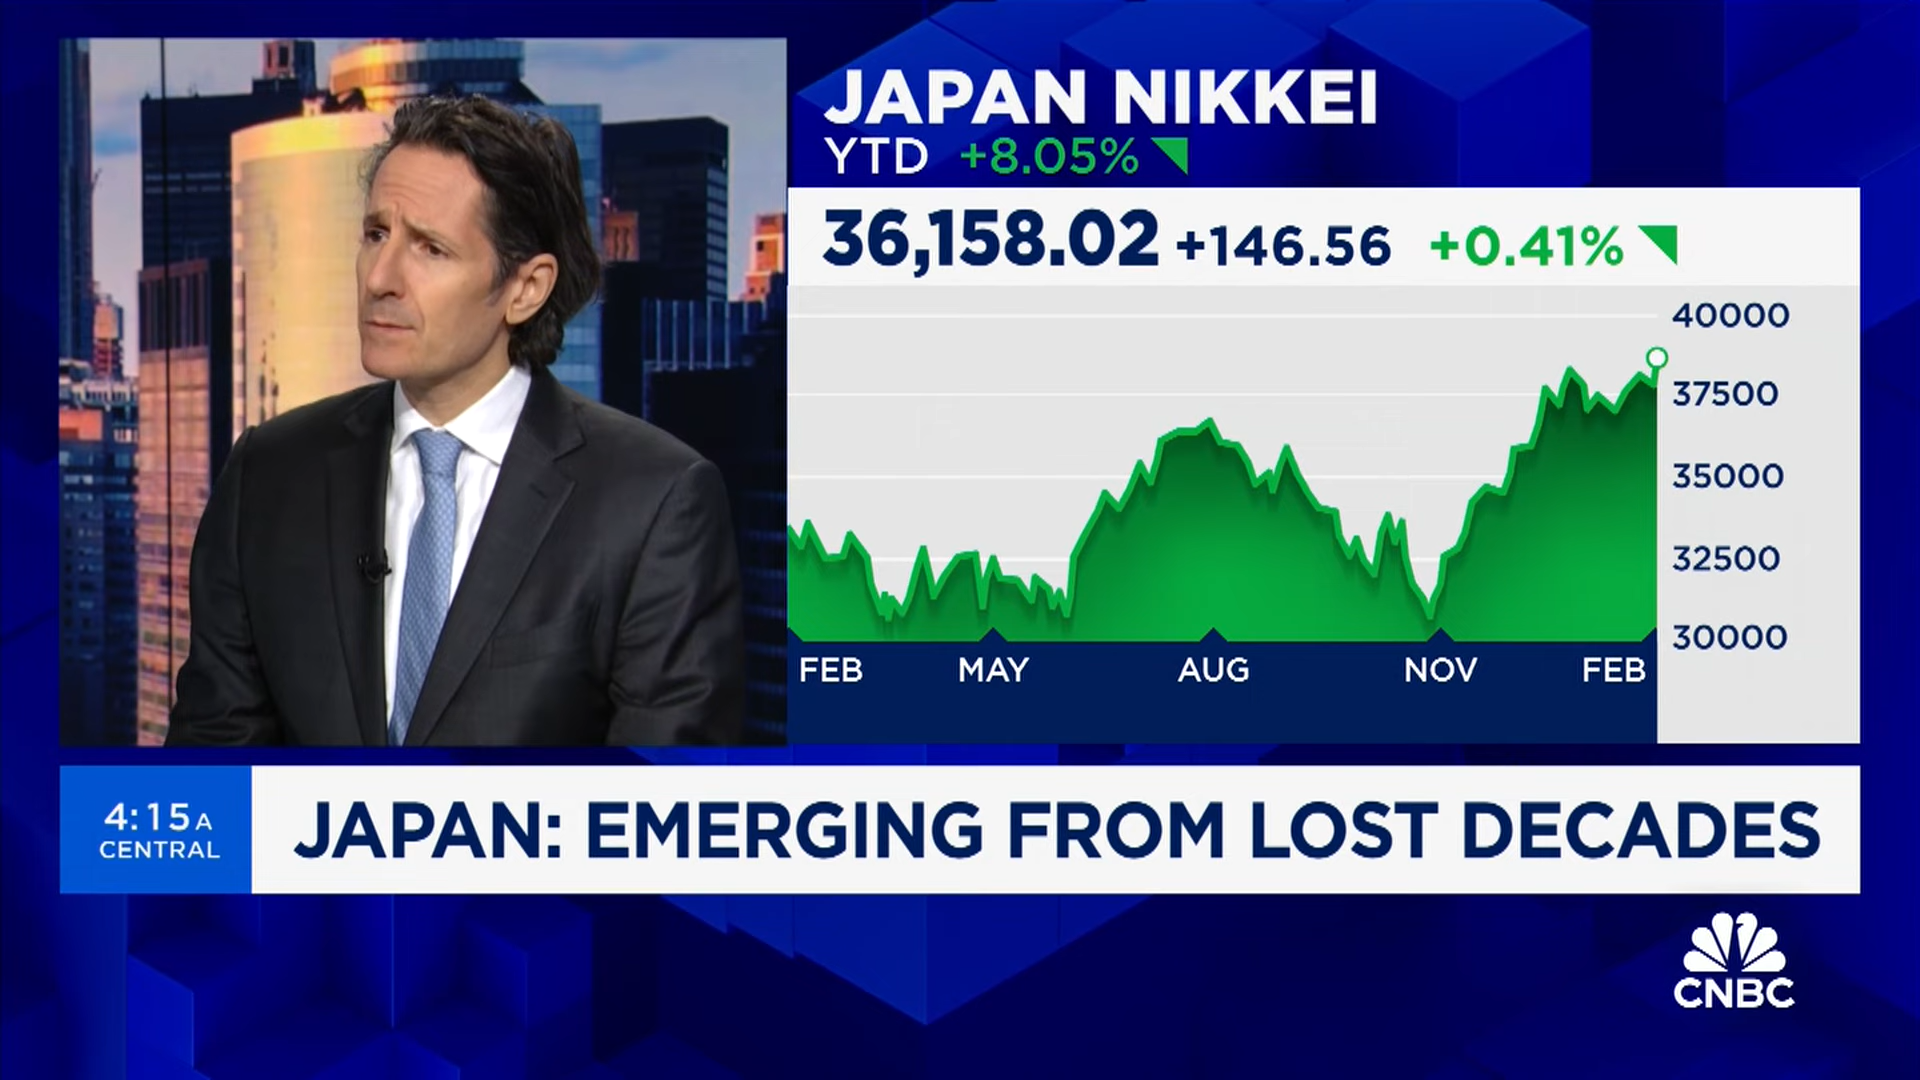 JAPAN NIKKEI
YTD +8.05%
36,158.02 +146.56 +0.41%
40000
37500
35000
32500
30000
FEB MAY AUG NOV FEB
4:15A
CENTRAL
JAPAN: EMERGING FROM LOST DECADES
CNBC